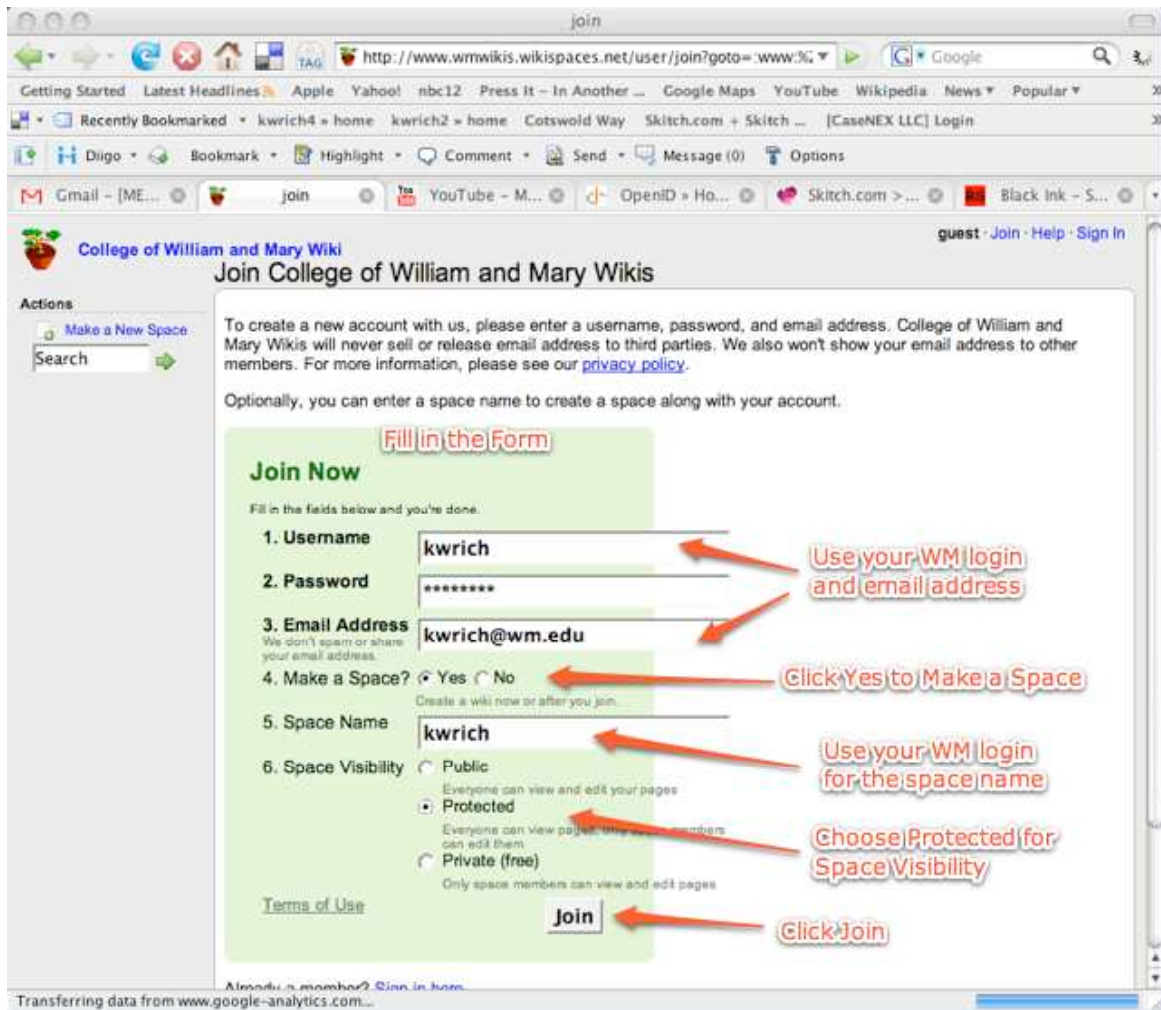 join
TAG http://www.wmwikis.wikispaces.net/user/join?goto=:www:%2 G Google
Getting Started Latest Headlines Apple Yahoo! nbc12 Press It - In Another ... Google Maps YouTube Wikipedia News Popular
Recently Bookmarked kwrich4 » home kwrich2 » home Cotswold Way Skitch.com + Skitch ... [CaseNEX LLC] Login
Diigo Bookmark Highlight Comment Send Message (0) Options
Gmail - [ME... join YouTube - M... OpenID » Ho... Skitch.com > ... RS Black Ink - S...
guest · Join · Help · Sign In
College of William and Mary Wiki
Join College of William and Mary Wikis
Actions
Make a New Space
Search
To create a new account with us, please enter a username, password, and email address. College of William and
Mary Wikis will never sell or release email address to third parties. We also won't show your email address to other
members. For more information, please see our privacy policy.
Optionally, you can enter a space name to create a space along with your account.
Fill in the Form
Join Now
Fill in the fields below and you're done.
1. Username kwrich
Use your WM login
and email address
2. Password ********
3. Email Address kwrich@wm.edu
We don't spam or share
your email address.
4. Make a Space? Yes No
Click Yes to Make a Space
Create a wiki now or after you join.
5. Space Name kwrich
Use your WM login
for the space name
6. Space Visibility Public
Everyone can view and edit your pages
Protected
Everyone can view pages, only space members
can edit them
Choose Protected for
Space Visibility
Private (free)
Only space members can view and edit pages
Terms of Use
Join
Click Join
Already a member? Sign in here
Transferring data from www.google-analytics.com...